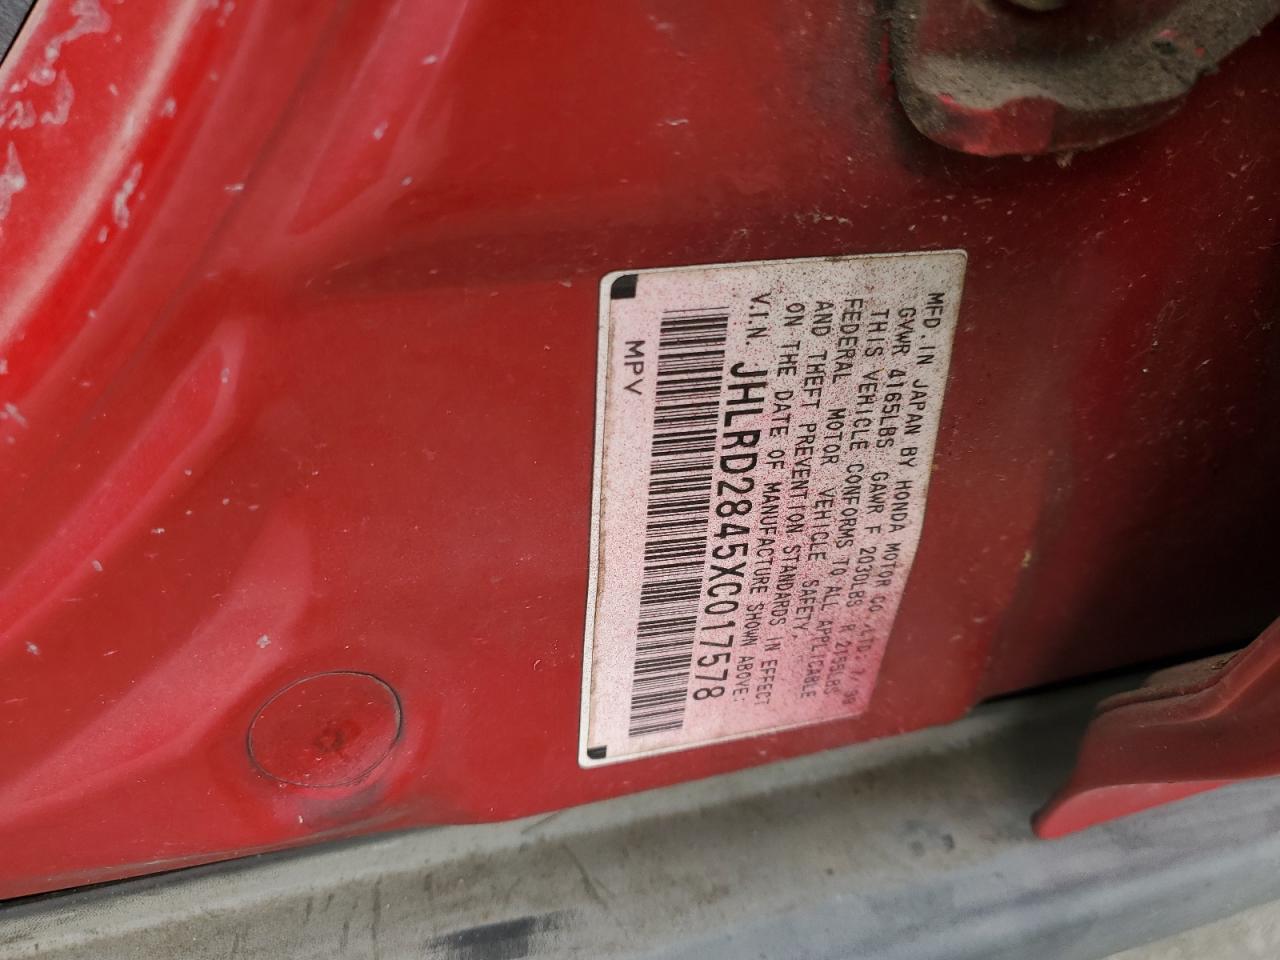 MFD. IN JAPAN BY HONDA MOTOR CO., LTD. 7/98
GVWR 4165LBS GAWR F 2030LBS R 2155LBS
THIS VEHICLE CONFORMS TO ALL APPLICABLE
FEDERAL MOTOR VEHICLE SAFETY,
AND THEFT PREVENTION STANDARDS IN EFFECT
ON THE DATE OF MANUFACTURE SHOWN ABOVE:
V.I.N. JHLRD2845XC017578
MPV